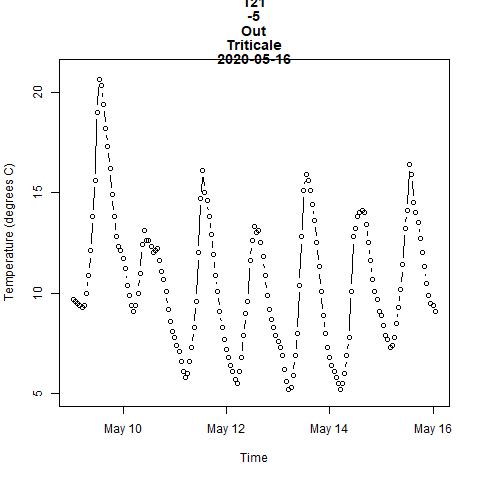 121
-5
Out
Triticale
2020-05-16
Temperature (degrees C)
20
15
10
5
May 10
May 12
May 14
May 16
Time